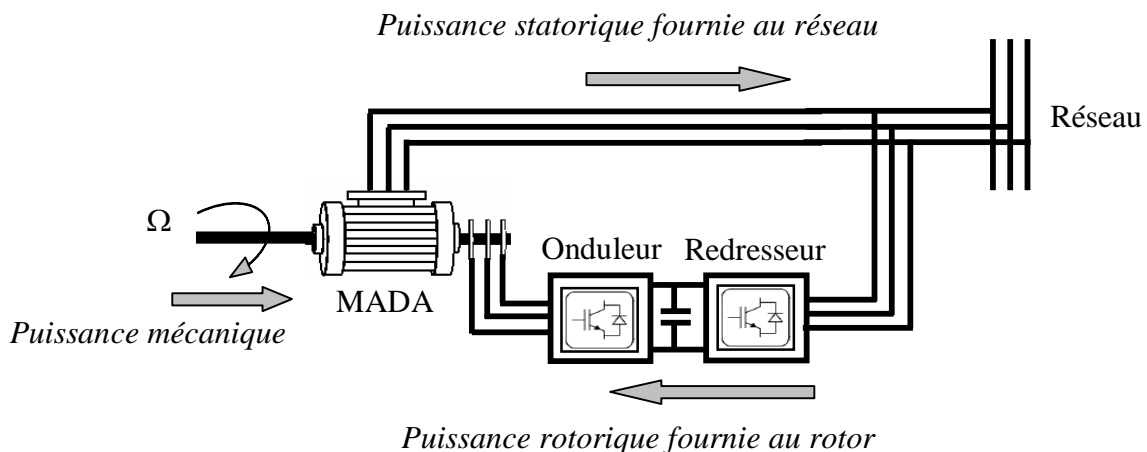 Puissance statorique fournie au réseau
Réseau
Ω
Onduleur Redresseur
MADA
Puissance mécanique
Puissance rotorique fournie au rotor